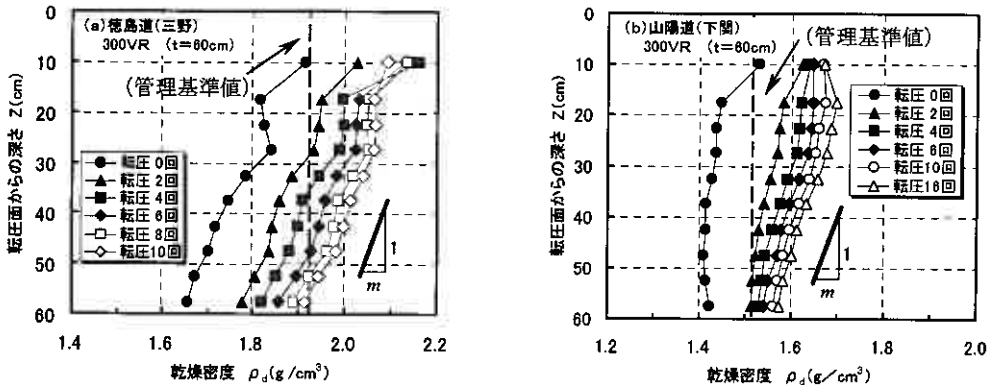 (a)徳島道(三野)
300VR (t=60cm)
(管理基準値)
転圧 0回
転圧 2回
転圧 4回
転圧 6回
転圧 8回
転圧10回
1
m
0
10
20
30
40
50
60
転圧面からの深さ Z(cm)
1.4
1.6
1.8
2.0
2.2
乾燥密度 ρd(g/cm3)
(b)山陽道(下関)
300VR (t=60cm)
(管理基準値)
転圧 0回
転圧 2回
転圧 4回
転圧 6回
転圧10回
転圧16回
1
m
0
10
20
30
40
50
60
転圧面からの深さ Z(cm)
1.2
1.4
1.6
1.8
2.0
乾燥密度 ρd(g/cm3)